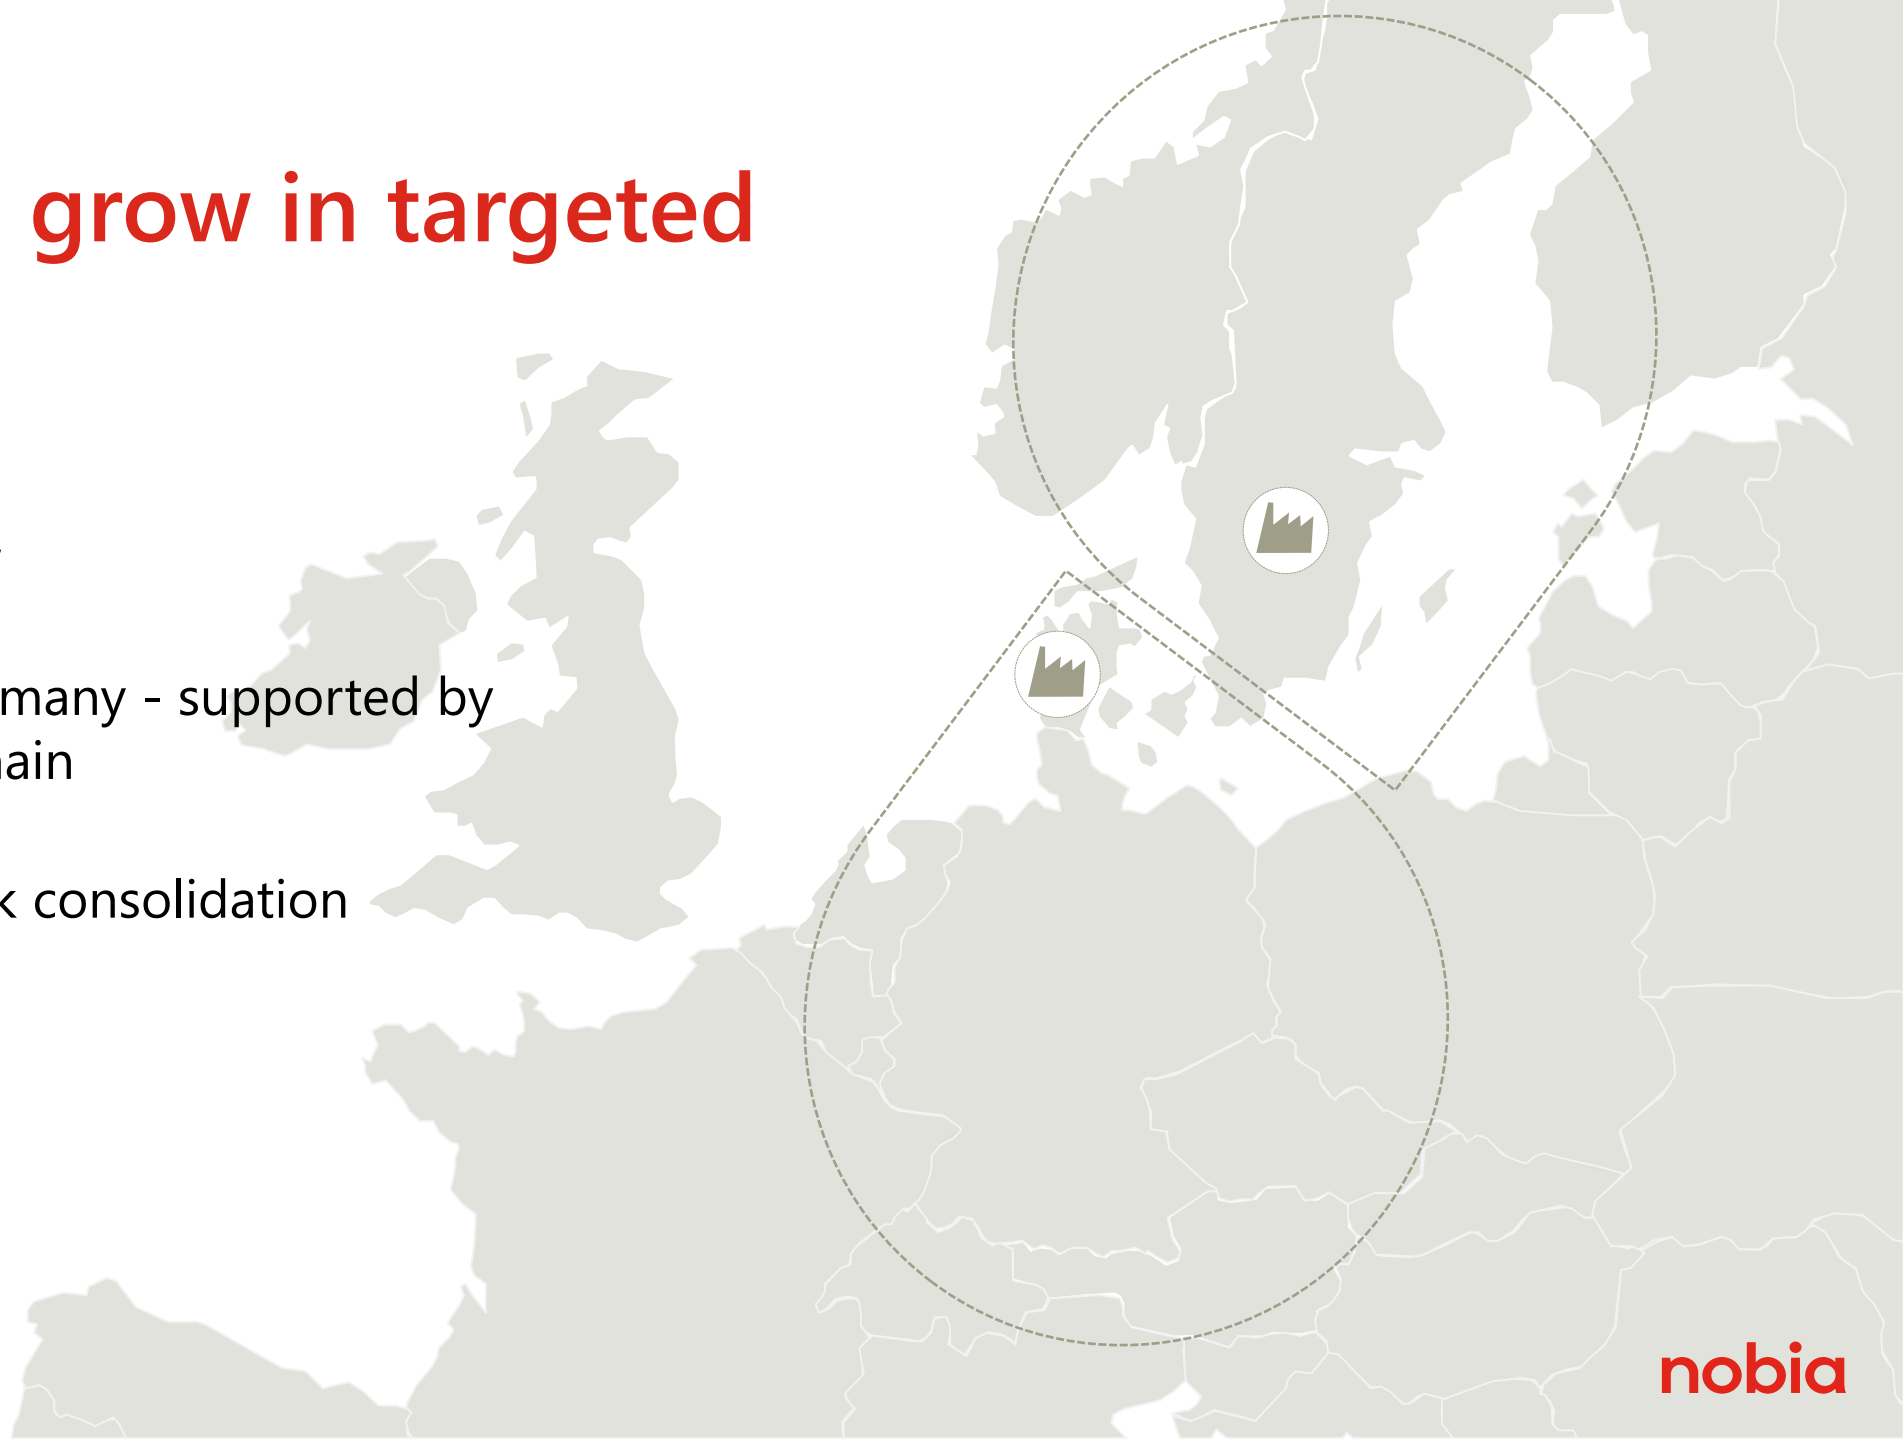 grow in targeted
many - supported by
ain
consolidation
nobia